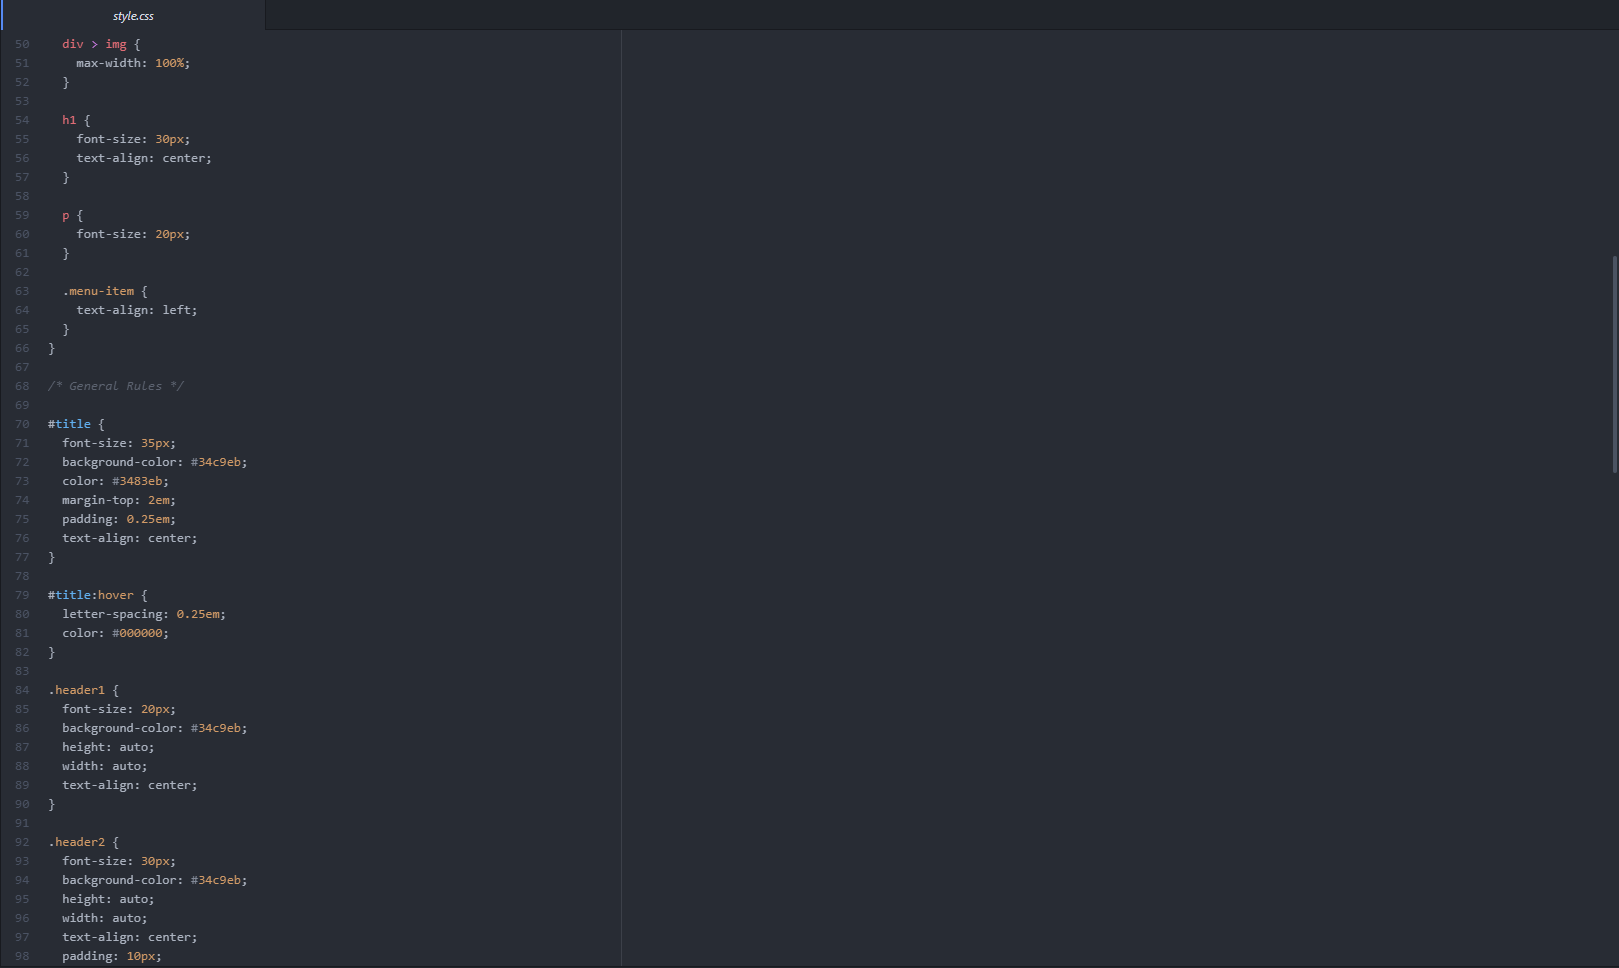 style.css
50 div > img {
51 max-width: 100%;
52 }
53
54 h1 {
55 font-size: 30px;
56 text-align: center;
57 }
58
59 p {
60 font-size: 20px;
61 }
62
63 .menu-item {
64 text-align: left;
65 }
66 }
67
68 /* General Rules */
69
70 #title {
71 font-size: 35px;
72 background-color: #34c9eb;
73 color: #3483eb;
74 margin-top: 2em;
75 padding: 0.25em;
76 text-align: center;
77 }
78
79 #title:hover {
80 letter-spacing: 0.25em;
81 color: #000000;
82 }
83
84 .header1 {
85 font-size: 20px;
86 background-color: #34c9eb;
87 height: auto;
88 width: auto;
89 text-align: center;
90 }
91
92 .header2 {
93 font-size: 30px;
94 background-color: #34c9eb;
95 height: auto;
96 width: auto;
97 text-align: center;
98 padding: 10px;